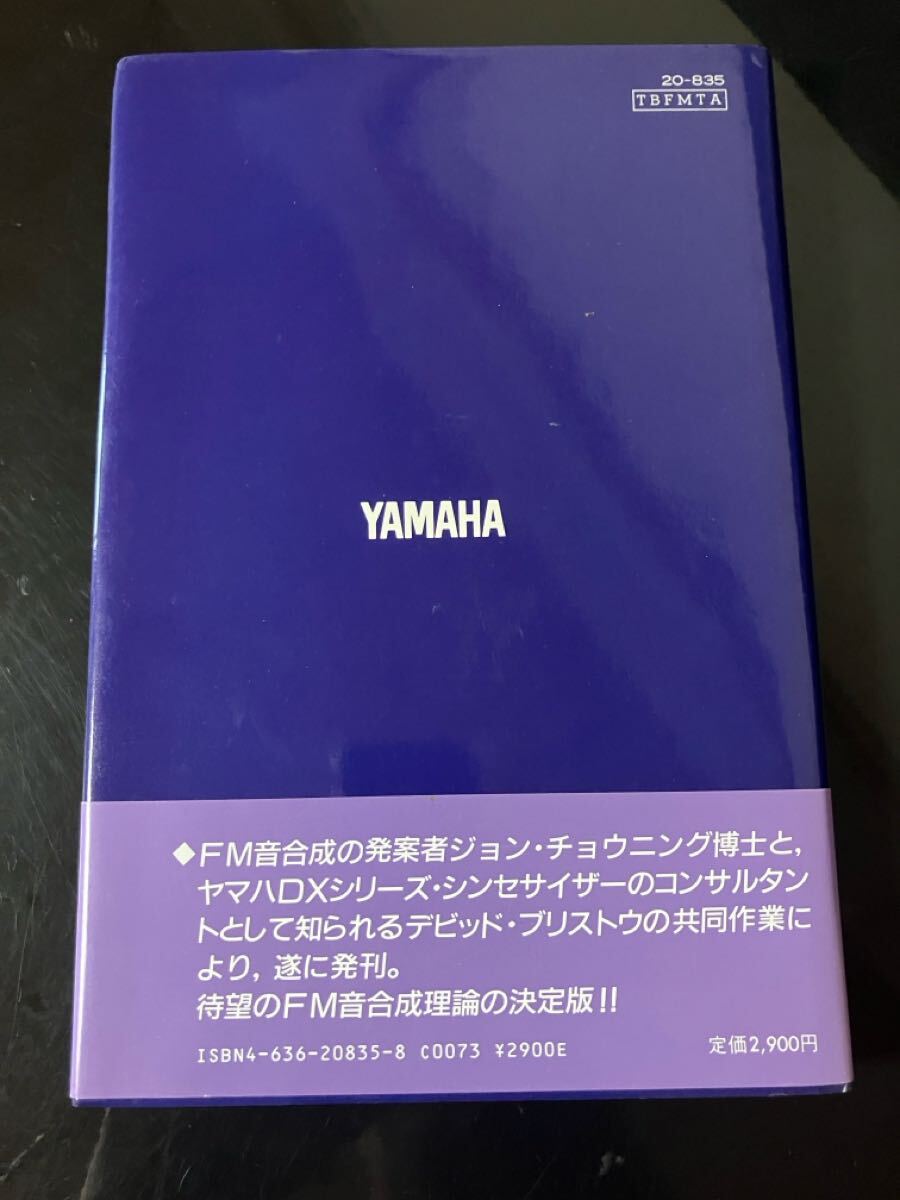 20-835
TBFMTA
YAMAHA
◆FM音合成の発案者ジョン・チョウニング博士と,
ヤマハDXシリーズ・シンセサイザーのコンサルタン
トとして知られるデビッド・ブリストウの共同作業に
より, 遂に発刊。
待望のFM音合成理論の決定版!!
ISBN4-636-20835-8 C0073 ¥2900E 定価2,900円